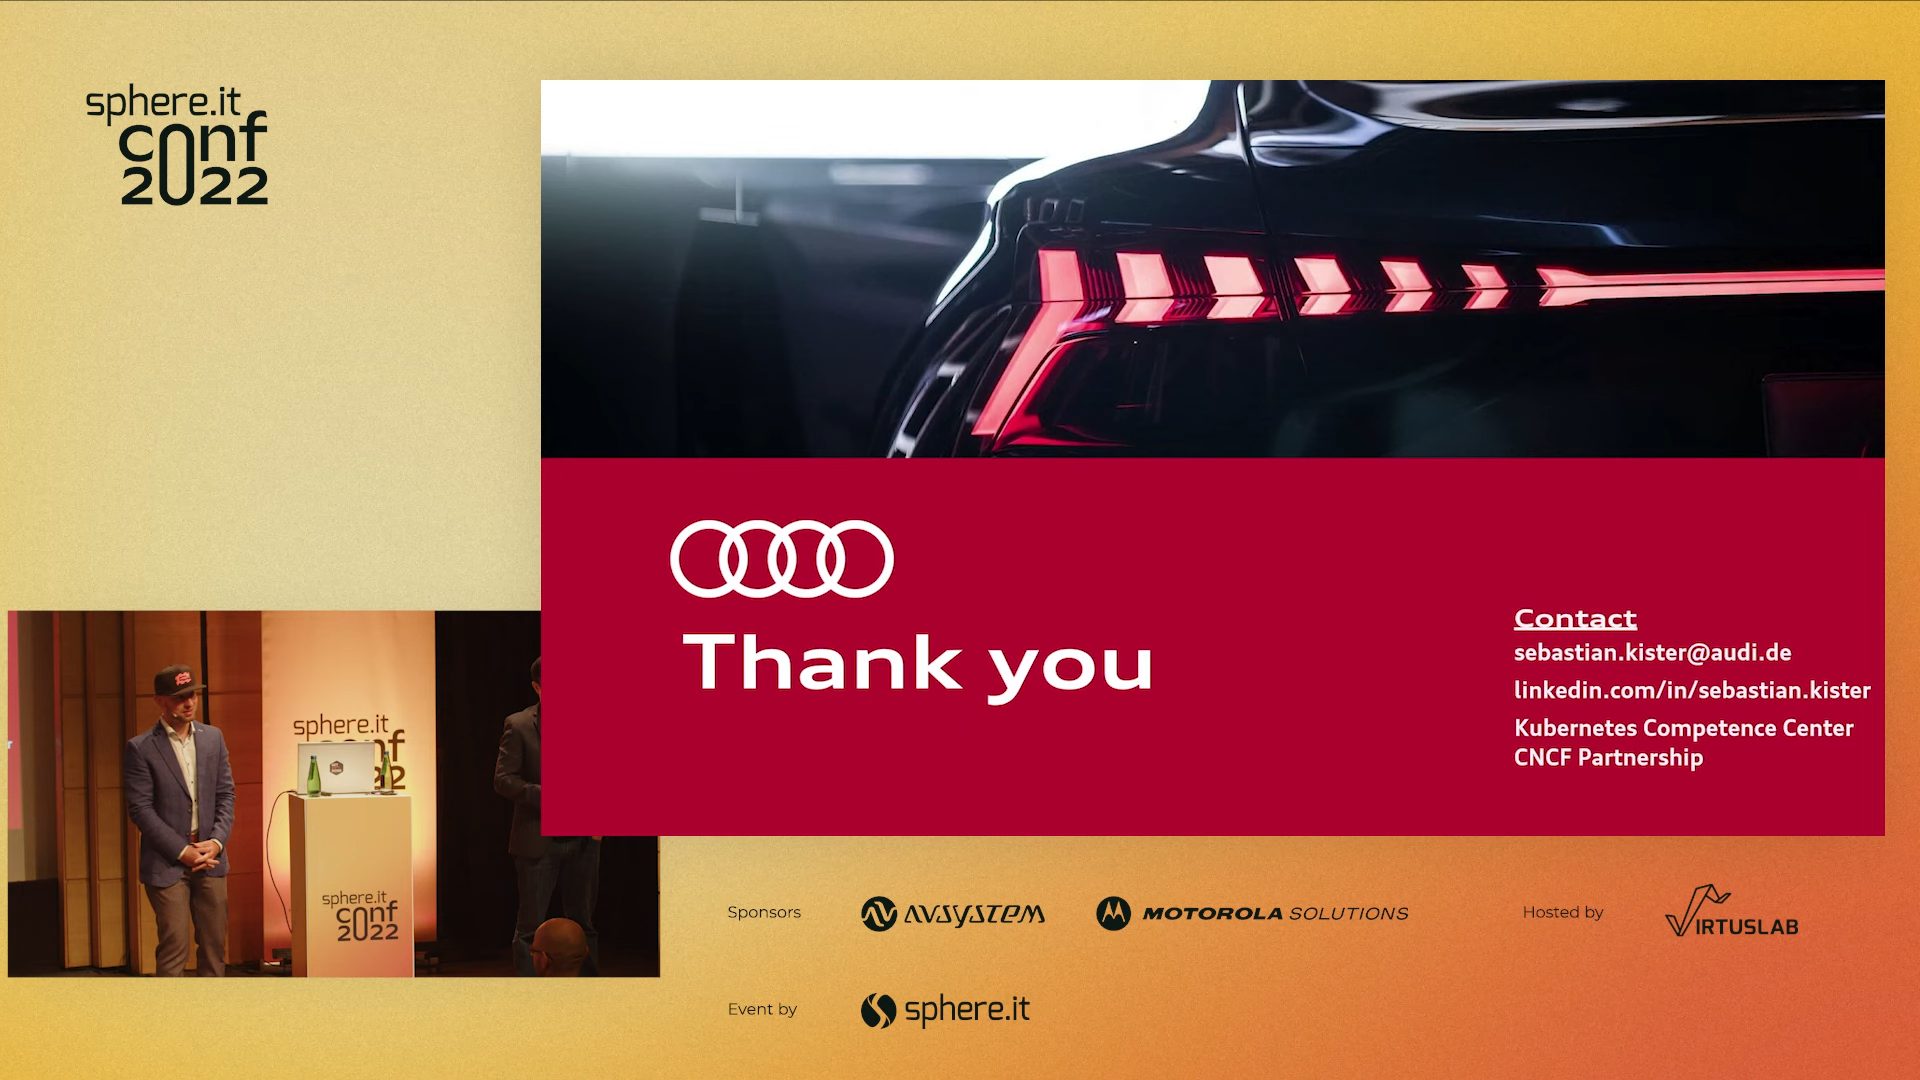 sphere.it
conf
2022
Thank you
Contact
sebastian.kister@audi.de
linkedin.com/in/sebastian.kister
Kubernetes Competence Center
CNCF Partnership
sphere.it
conf
22
sphere.it
conf
2022
Sponsors
AVSYSTEM
MOTOROLA SOLUTIONS
Hosted by
VIRTUSLAB
Event by
sphere.it